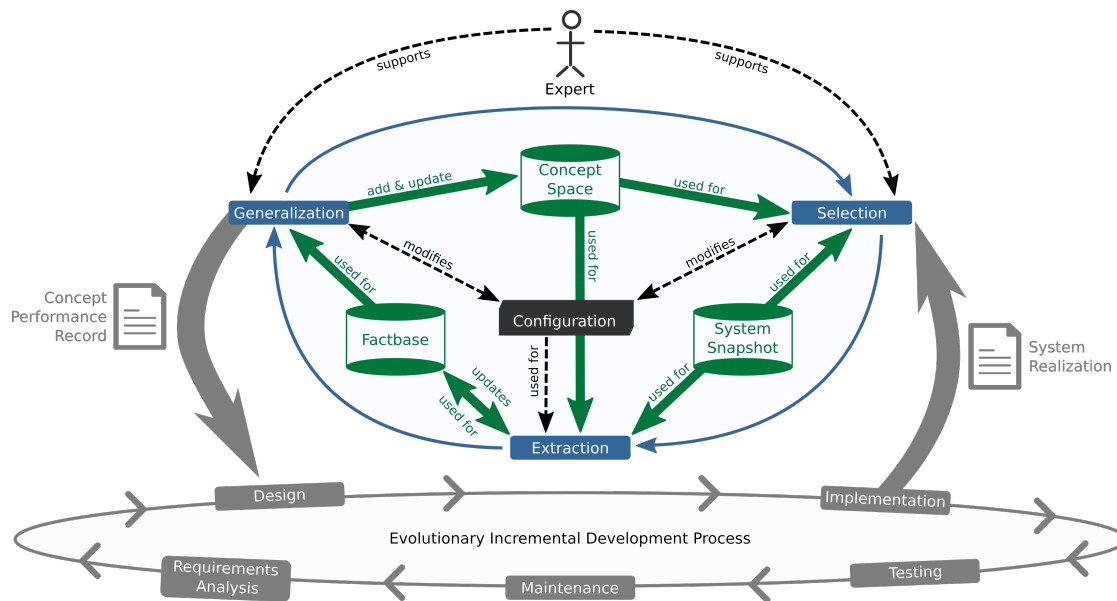 supports
supports
Expert
Concept
Space
add & update
used for
Generalization
Selection
modifies
used for
modifies
used for
used for
Concept
Performance
Record
Factbase
Configuration
System
Snapshot
System
Realization
used for
updates
used for
used for
Extraction
Design
Implementation
Evolutionary Incremental Development Process
Requirements
Analysis
Maintenance
Testing